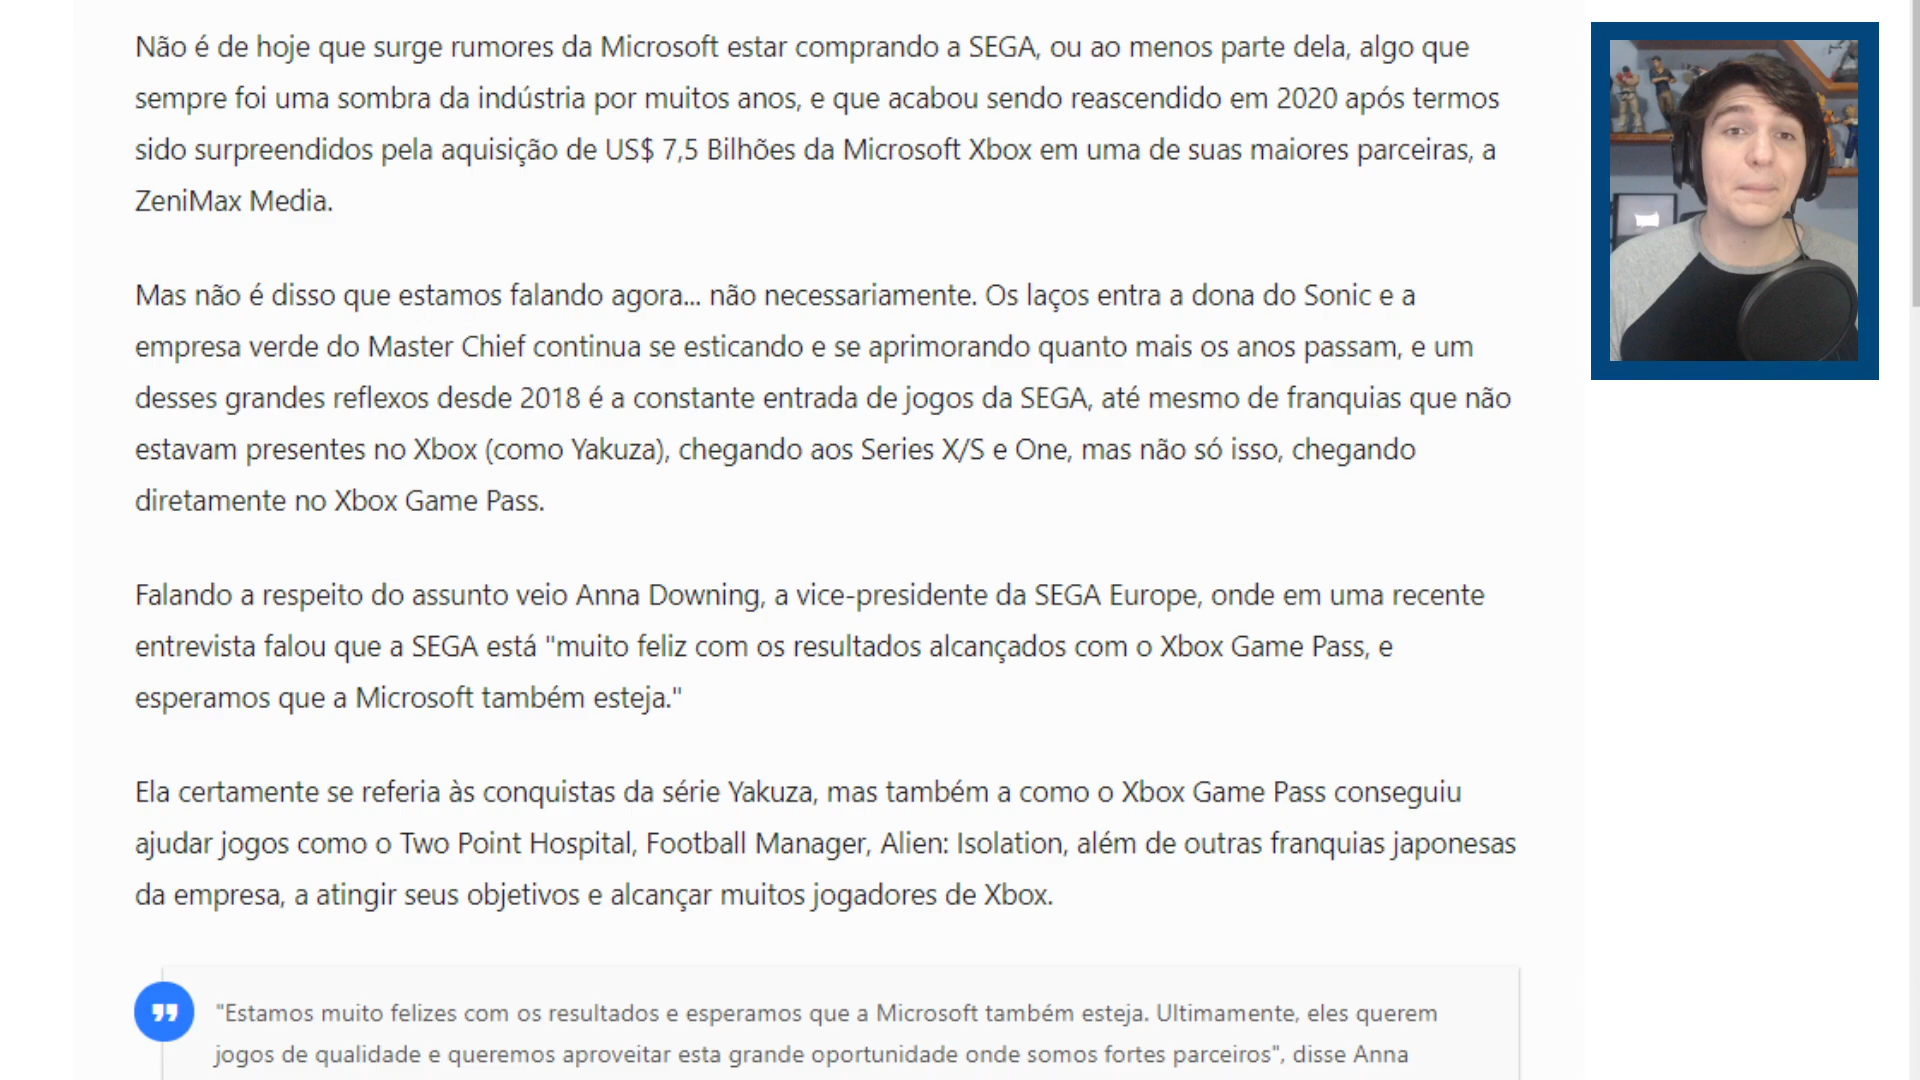 Não é de hoje que surge rumores da Microsoft estar comprando a SEGA, ou ao menos parte dela, algo que
sempre foi uma sombra da indústria por muitos anos, e que acabou sendo reascendido em 2020 após termos
sido surpreendidos pela aquisição de US$ 7,5 Bilhões da Microsoft Xbox em uma de suas maiores parceiras, a
ZeniMax Media.
Mas não é disso que estamos falando agora... não necessariamente. Os laços entra a dona do Sonic e a
empresa verde do Master Chief continua se esticando e se aprimorando quanto mais os anos passam, e um
desses grandes reflexos desde 2018 é a constante entrada de jogos da SEGA, até mesmo de franquias que não
estavam presentes no Xbox (como Yakuza), chegando aos Series X/S e One, mas não só isso, chegando
diretamente no Xbox Game Pass.
Falando a respeito do assunto veio Anna Downing, a vice-presidente da SEGA Europe, onde em uma recente
entrevista falou que a SEGA está "muito feliz com os resultados alcançados com o Xbox Game Pass, e
esperamos que a Microsoft também esteja."
Ela certamente se referia às conquistas da série Yakuza, mas também a como o Xbox Game Pass conseguiu
ajudar jogos como o Two Point Hospital, Football Manager, Alien: Isolation, além de outras franquias japonesas
da empresa, a atingir seus objetivos e alcançar muitos jogadores de Xbox.
"Estamos muito felizes com os resultados e esperamos que a Microsoft também esteja. Ultimamente, eles querem
jogos de qualidade e queremos aproveitar esta grande oportunidade onde somos fortes parceiros", disse Anna